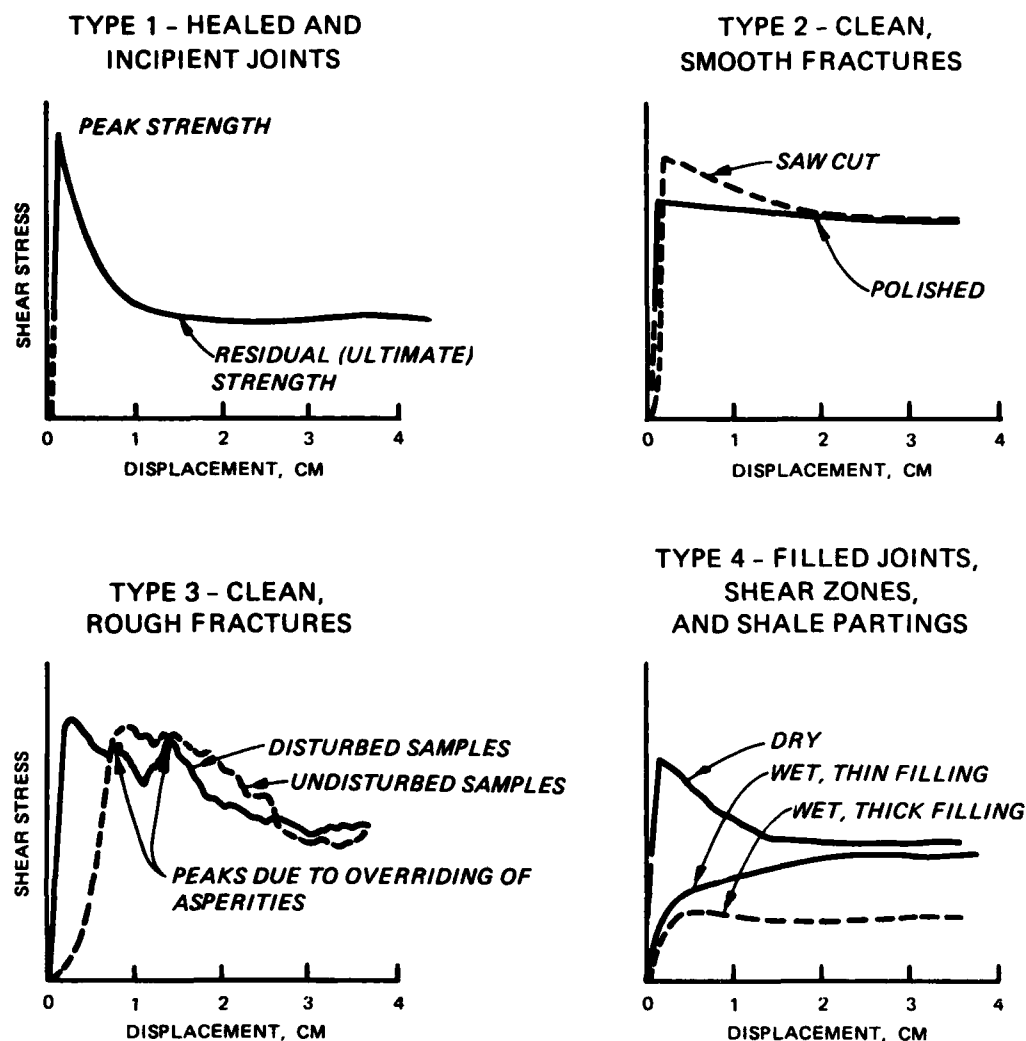 TYPE 1 - HEALED AND
INCIPIENT JOINTS
PEAK STRENGTH
RESIDUAL (ULTIMATE)
STRENGTH
SHEAR STRESS
0 1 2 3 4
DISPLACEMENT, CM
TYPE 2 - CLEAN,
SMOOTH FRACTURES
SAW CUT
POLISHED
0 1 2 3 4
DISPLACEMENT, CM
TYPE 3 - CLEAN,
ROUGH FRACTURES
DISTURBED SAMPLES
UNDISTURBED SAMPLES
PEAKS DUE TO OVERRIDING OF
ASPERITIES
SHEAR STRESS
0 1 2 3 4
DISPLACEMENT, CM
TYPE 4 - FILLED JOINTS,
SHEAR ZONES,
AND SHALE PARTINGS
DRY
WET, THIN FILLING
WET, THICK FILLING
0 1 2 3 4
DISPLACEMENT, CM